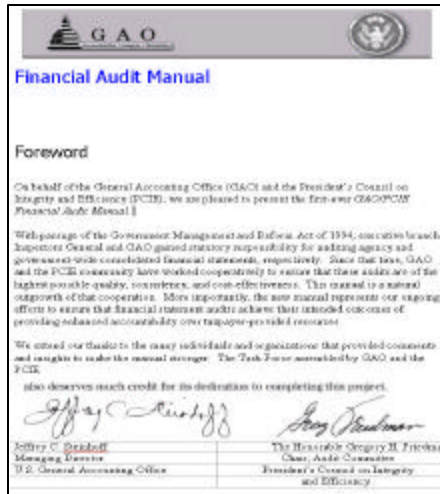 G A O
Financial Audit Manual
Foreword
On behalf of the General Accounting Office (GAO) and the President's Council on
Integrity and Efficiency (PCIE), we are pleased to present the first-ever GAO/PCIE
Financial Audit Manual.
With passage of the Government Management and Reform Act of 1994, executive branch
Inspectors General and GAO gained statutory responsibility for auditing agency and
government-wide consolidated financial statements, respectively. Since that time, GAO
and the PCIE community have worked cooperatively to ensure that these audits are of the
highest possible quality, consistency, and cost-effectiveness. This manual is a natural
outgrowth of that cooperation. More importantly, the new manual represents our ongoing
efforts to ensure that financial statement audits achieve their intended outcomes of
providing enhanced accountability over taxpayer-provided resources.
We extend our thanks to the many individuals and organizations that provided comments
and insights to make the manual stronger. The Task Force assembled by GAO and the
PCIE
also deserves much credit for its dedication to completing this project.
Jeffrey C. Steinhoff
The Honorable Gregory H. Friedman
Managing Director
Chair, Audit Committee
U.S. General Accounting Office
President's Council on Integrity
and Efficiency